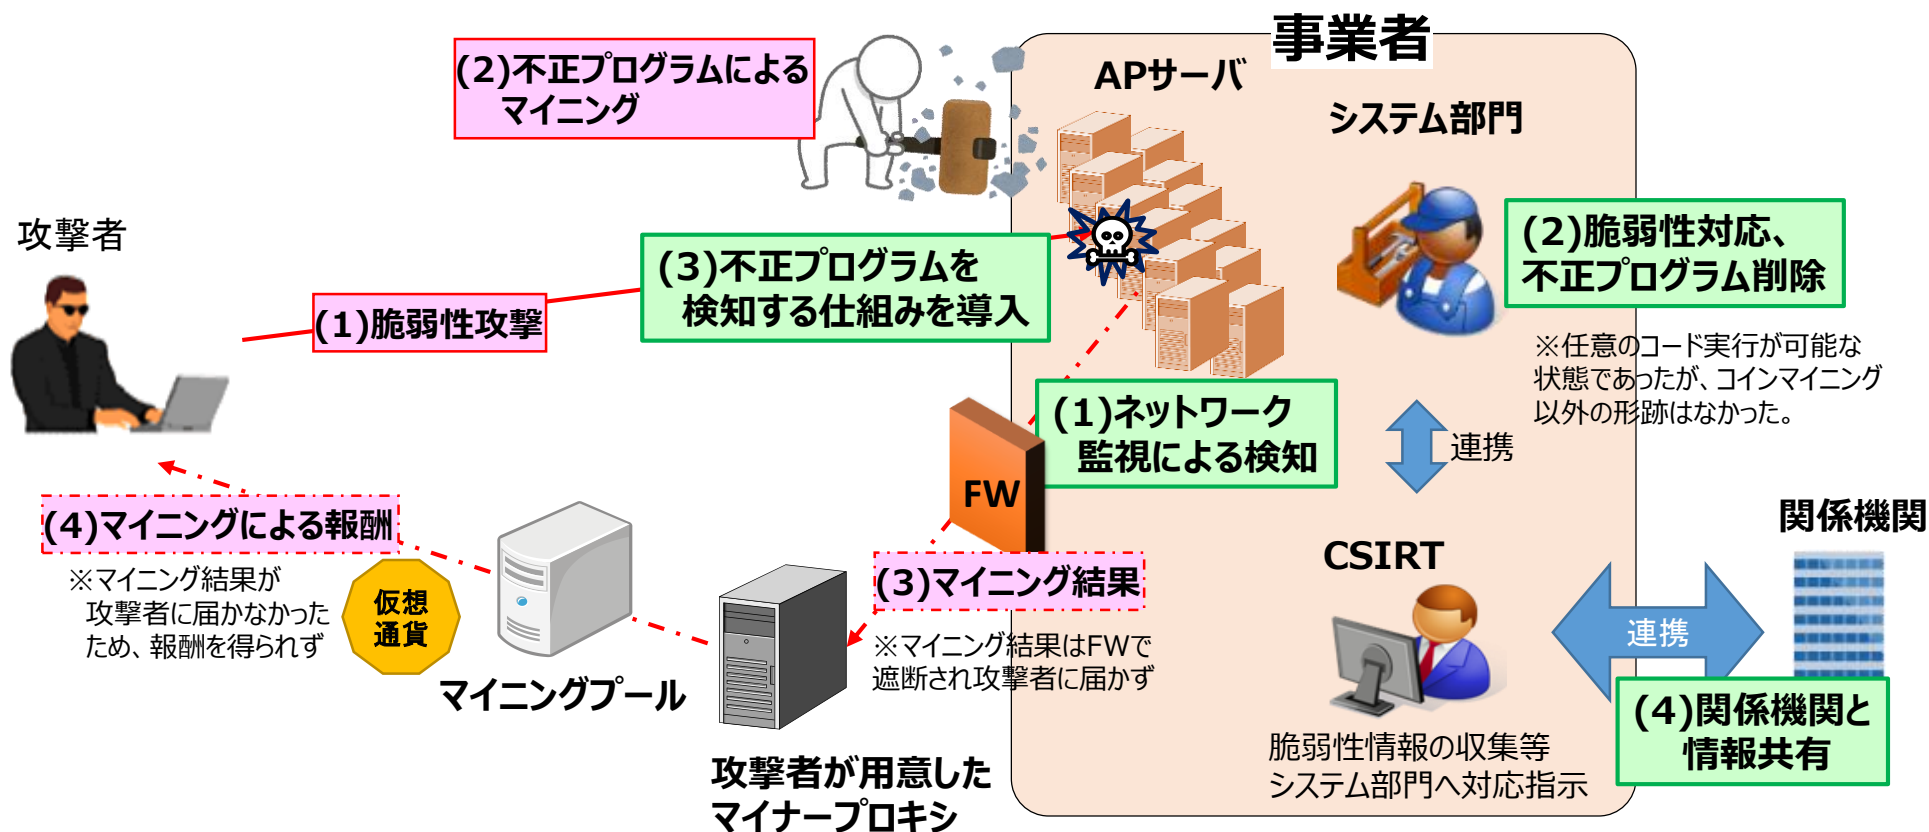 事業者
(2)不正プログラムによる
マイニング
APサーバ
システム部門
攻撃者
(1)脆弱性攻撃
(3)不正プログラムを
検知する仕組みを導入
(2)脆弱性対応、
不正プログラム削除
※任意のコード実行が可能な
状態であったが、コインマイニング
以外の形跡はなかった。
(1)ネットワーク
監視による検知
連携
FW
(4)マイニングによる報酬
※マイニング結果が
攻撃者に届かなかった
ため、報酬を得られず
仮想
通貨
マイニングプール
(3)マイニング結果
※マイニング結果はFWで
遮断され攻撃者に届かず
攻撃者が用意した
マイナープロキシ
CSIRT
脆弱性情報の収集等
システム部門へ対応指示
関係機関
連携
(4)関係機関と
情報共有